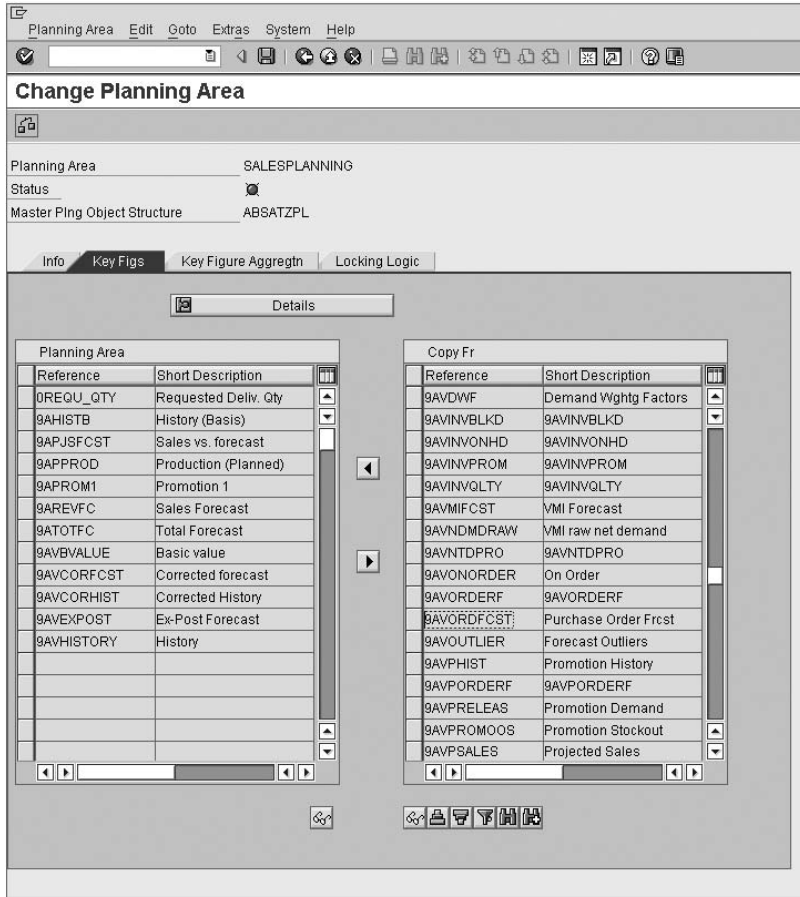 Planning Area Edit Goto Extras System Help
Change Planning Area
Planning Area SALESPLANNING
Status
Master Plng Object Structure ABSATZPL
Info Key Figs Key Figure Aggregtn Locking Logic
Details
Planning Area
Reference Short Description
0REQU_QTY Requested Deliv. Qty
9AHISTB History (Basis)
9APJSFCST Sales vs. forecast
9APPROD Production (Planned)
9APROM1 Promotion 1
9AREVFC Sales Forecast
9ATOTFC Total Forecast
9AVBVALUE Basic value
9AVCORFCST Corrected forecast
9AVCORHIST Corrected History
9AVEXPOST Ex-Post Forecast
9AVHISTORY History
Copy Fr
Reference Short Description
9AVDWF Demand Wghtg Factors
9AVINVBLKD 9AVINVBLKD
9AVINVONHD 9AVINVONHD
9AVINVPROM 9AVINVPROM
9AVINVQLTY 9AVINVQLTY
9AVMIFCST VMI Forecast
9AVNDMDRAW VMI raw net demand
9AVNTDPRO 9AVNTDPRO
9AVONORDER On Order
9AVORDERF 9AVORDERF
9AVORDFCST Purchase Order Frcst
9AVOUTLIER Forecast Outliers
9AVPHIST Promotion History
9AVPORDERF 9AVPORDERF
9AVPRELEAS Promotion Demand
9AVPROMOOS Promotion Stockout
9AVPSALES Projected Sales